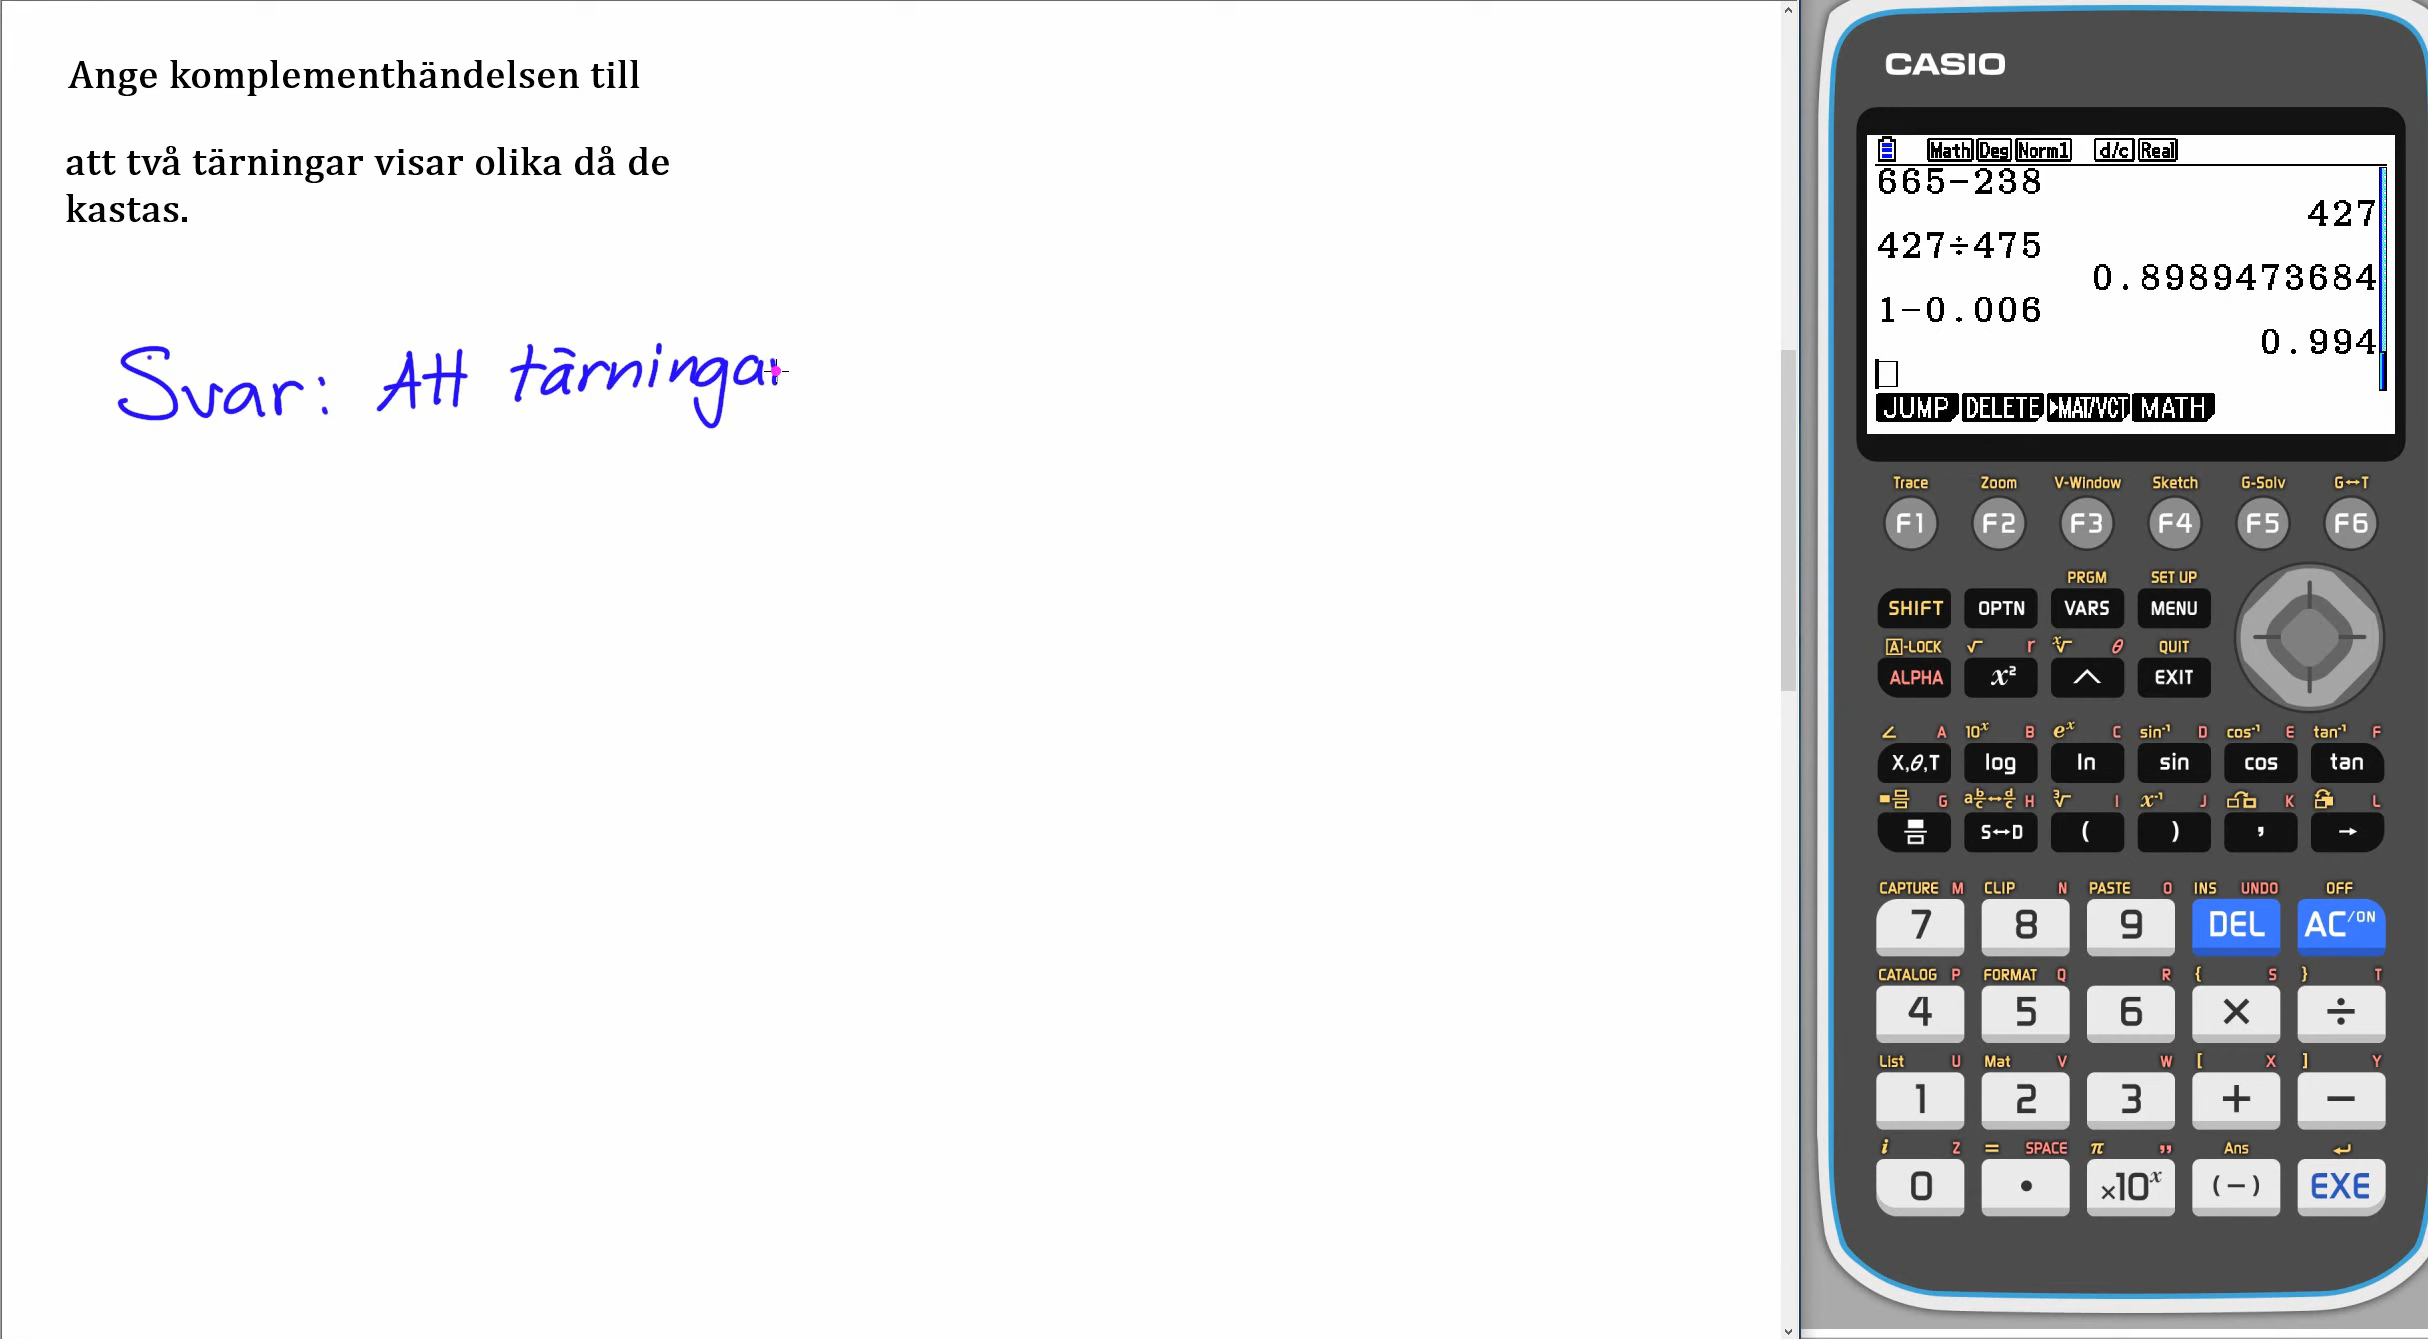 Ange komplementhändelsen till
att två tärningar visar olika då de
kastas.
Svar: Att tärningar
CASIO
Math Deg Norm1 d/c Real
665−238
427
427÷475
0.8989473684
1−0.006
0.994
JUMP DELETE ▸MAT/VCT MATH
Trace Zoom V-Window Sketch G-Solv G↔T
F1 F2 F3 F4 F5 F6
PRGM SET UP
SHIFT OPTN VARS MENU
A-LOCK √ r ˣ√ θ QUIT
ALPHA x² ^ EXIT
∠ A 10ˣ B eˣ C sin⁻¹ D cos⁻¹ E tan⁻¹ F
X,θ,T log ln sin cos tan
G a b/c↔d/c H ³√ I x⁻¹ J K L
S↔D ( ) , →
CAPTURE M CLIP N PASTE O INS UNDO OFF
7 8 9 DEL AC/ON
CATALOG P FORMAT Q R { S } T
4 5 6 × ÷
List U Mat V W [ X ] Y
1 2 3 + −
i Z = SPACE π " Ans ↵
0 • ×10ˣ (−) EXE